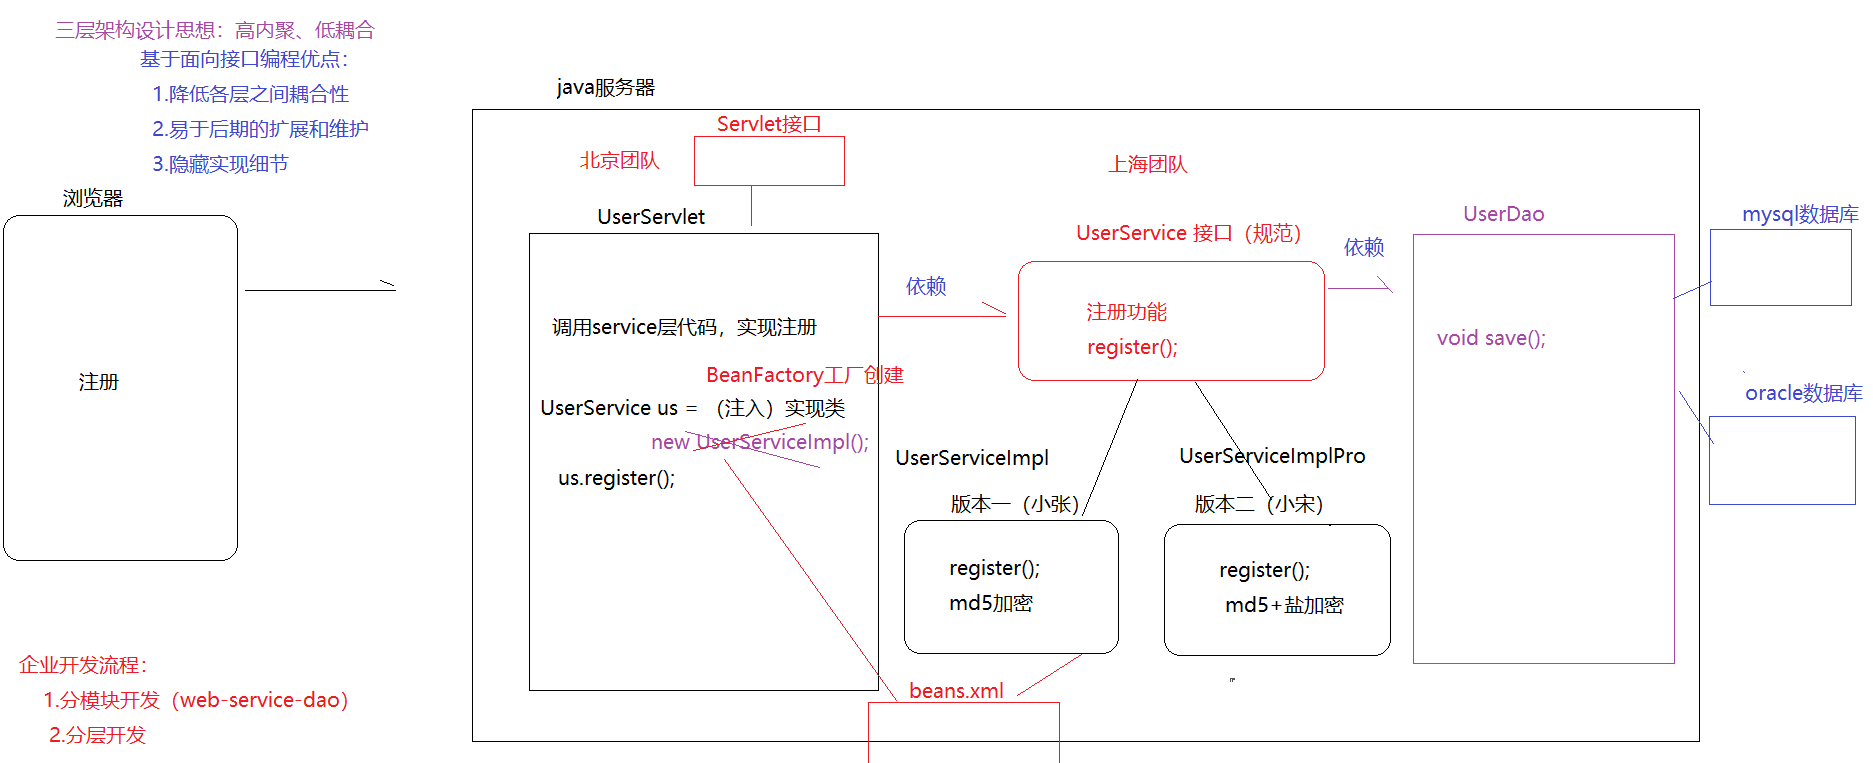 三层架构设计思想：高内聚、低耦合
基于面向接口编程优点：
1.降低各层之间耦合性
2.易于后期的扩展和维护
3.隐藏实现细节
浏览器
注册
企业开发流程：
1.分模块开发（web-service-dao）
2.分层开发
java服务器
Servlet接口
北京团队
上海团队
UserServlet
调用service层代码，实现注册
BeanFactory工厂创建
UserService us = （注入）实现类
new UserServiceImpl();
us.register();
依赖
UserService 接口（规范）
注册功能
register();
依赖
UserServiceImpl
版本一（小张）
register();
md5加密
UserServiceImplPro
版本二（小宋）
register();
md5+盐加密
beans.xml
UserDao
void save();
mysql数据库
oracle数据库